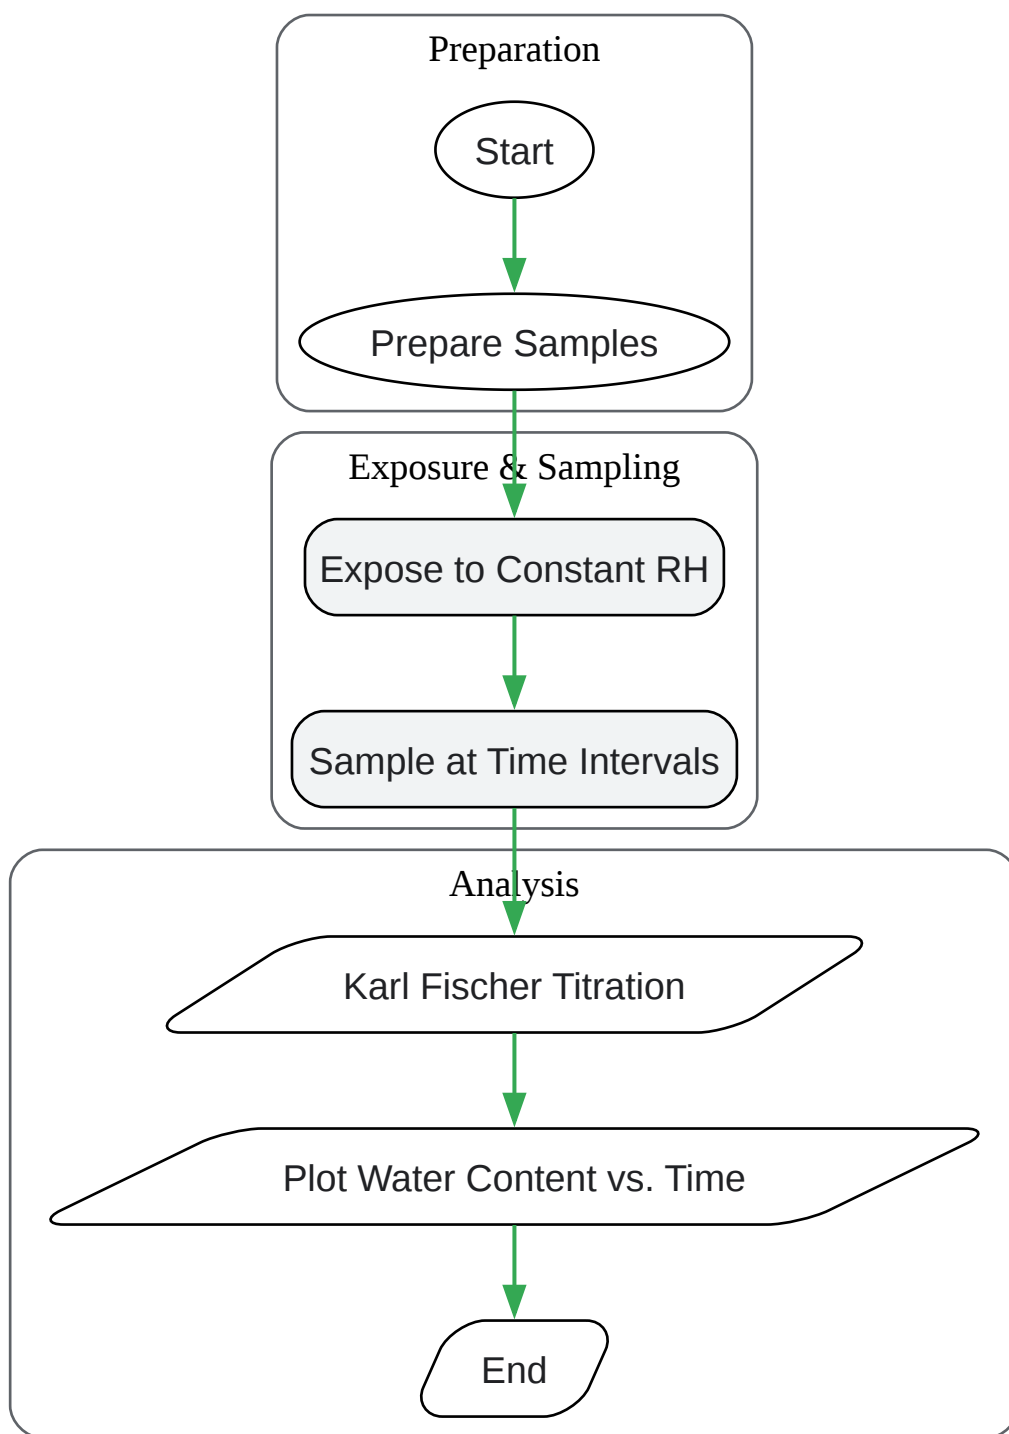 Preparation
Start
Prepare Samples
Exposure & Sampling
Expose to Constant RH
Sample at Time Intervals
Analysis
Karl Fischer Titration
Plot Water Content vs. Time
End